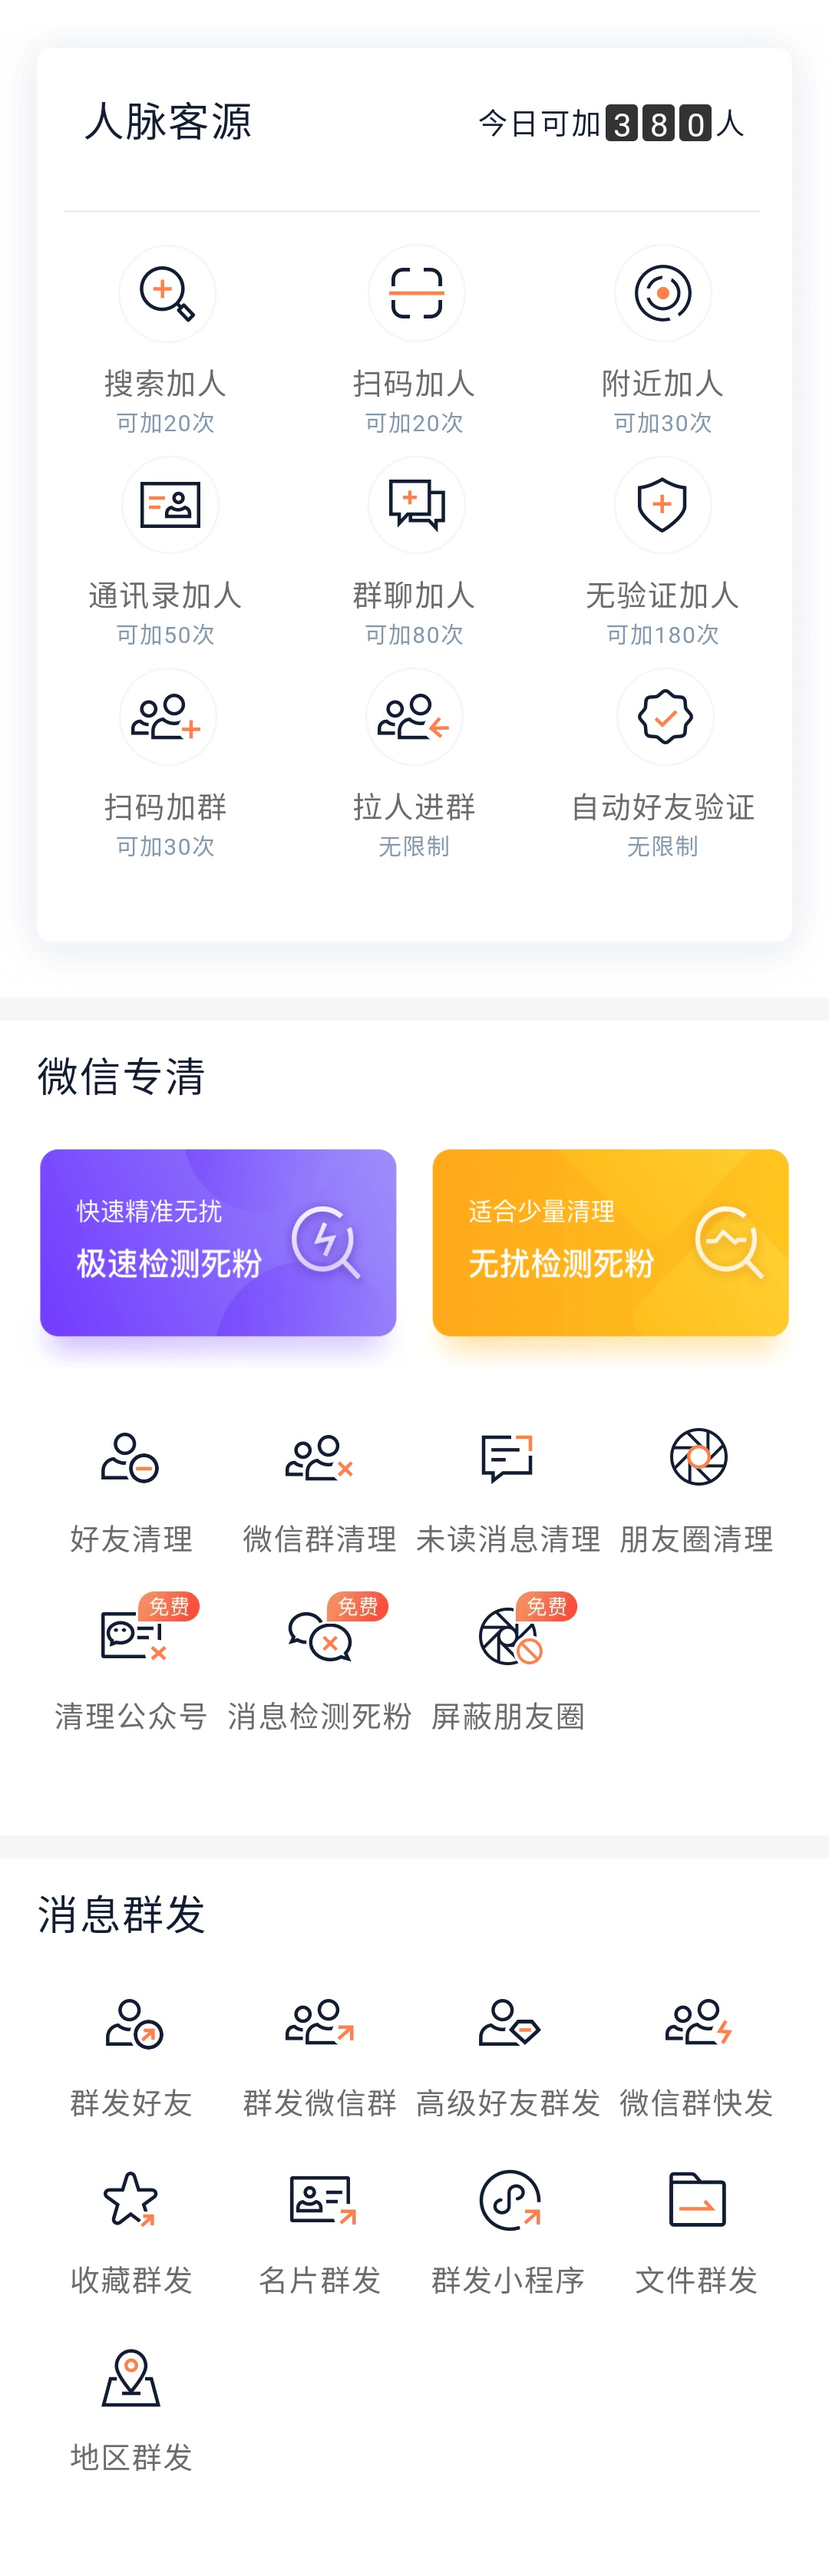 人脉客源
今日可加380人
搜索加人 扫码加人 附近加人
可加20次 可加20次 可加30次
通讯录加人 群聊加人 无验证加人
可加50次 可加80次 可加180次
扫码加群 拉人进群 自动好友验证
可加30次 无限制 无限制
微信专清
快速精准无扰
极速检测死粉
适合少量清理
无扰检测死粉
好友清理 微信群清理 未读消息清理 朋友圈清理
免费 免费 免费
清理公众号 消息检测死粉 屏蔽朋友圈
消息群发
群发好友 群发微信群 高级好友群发 微信群快发
收藏群发 名片群发 群发小程序 文件群发
地区群发